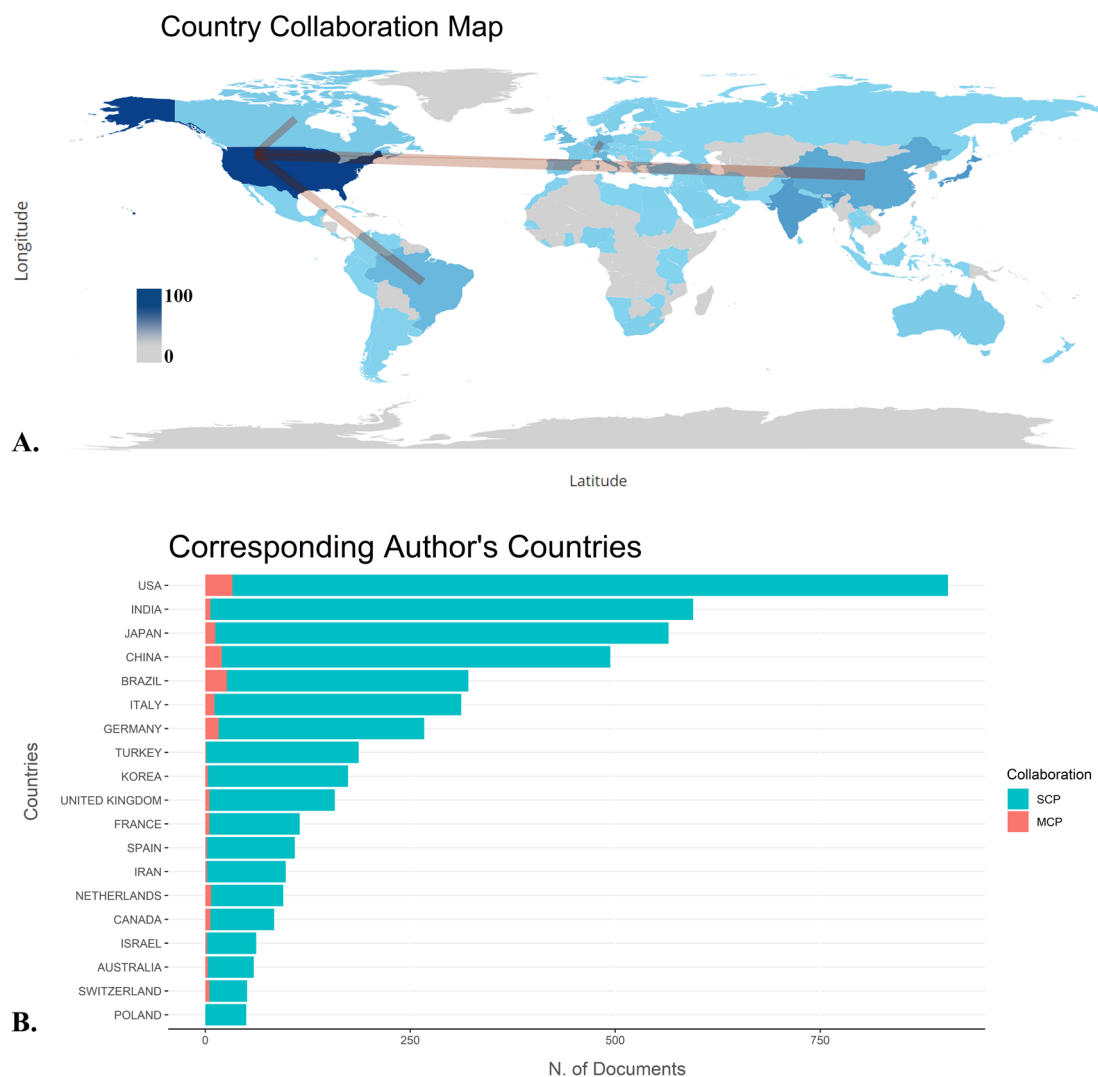 Country Collaboration Map
Longitude
100
0
A.
Latitude
Corresponding Author's Countries
USA
INDIA
JAPAN
CHINA
BRAZIL
ITALY
GERMANY
TURKEY
KOREA
UNITED KINGDOM
FRANCE
SPAIN
IRAN
NETHERLANDS
CANADA
ISRAEL
AUSTRALIA
SWITZERLAND
POLAND
Countries
Collaboration
SCP
MCP
B.
0 250 500 750
N. of Documents